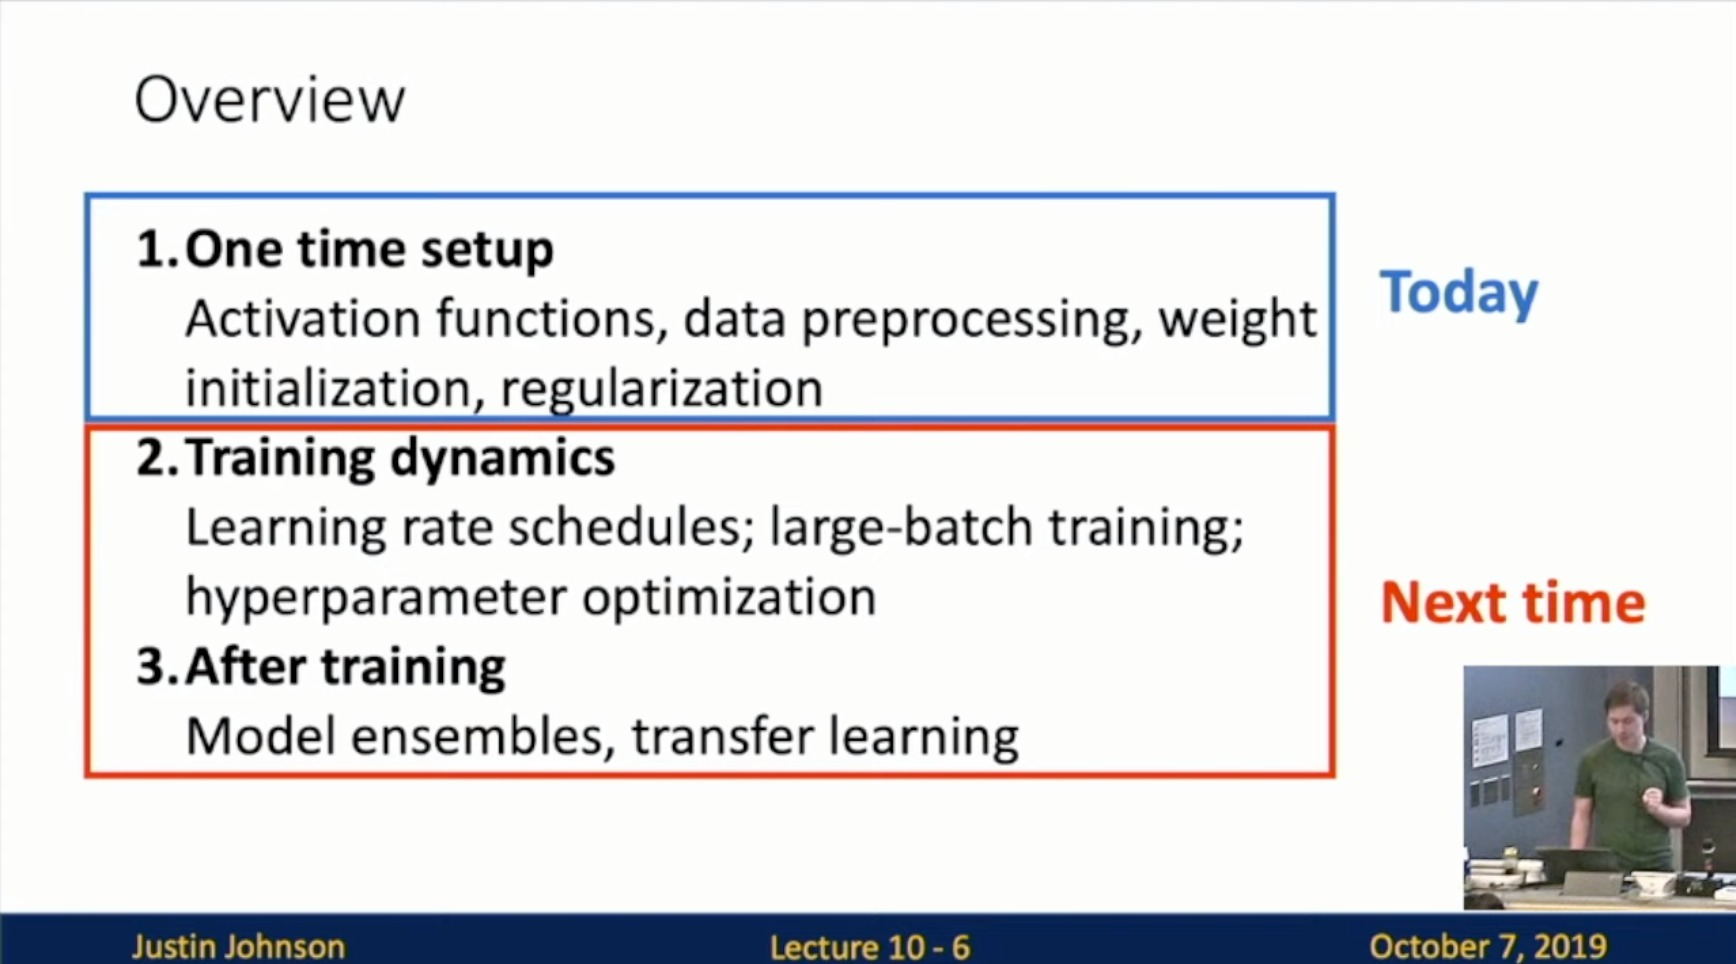 Overview
1. One time setup
Activation functions, data preprocessing, weight
initialization, regularization
Today
2. Training dynamics
Learning rate schedules; large-batch training;
hyperparameter optimization
3. After training
Model ensembles, transfer learning
Next time
Justin Johnson
Lecture 10 - 6
October 7, 2019